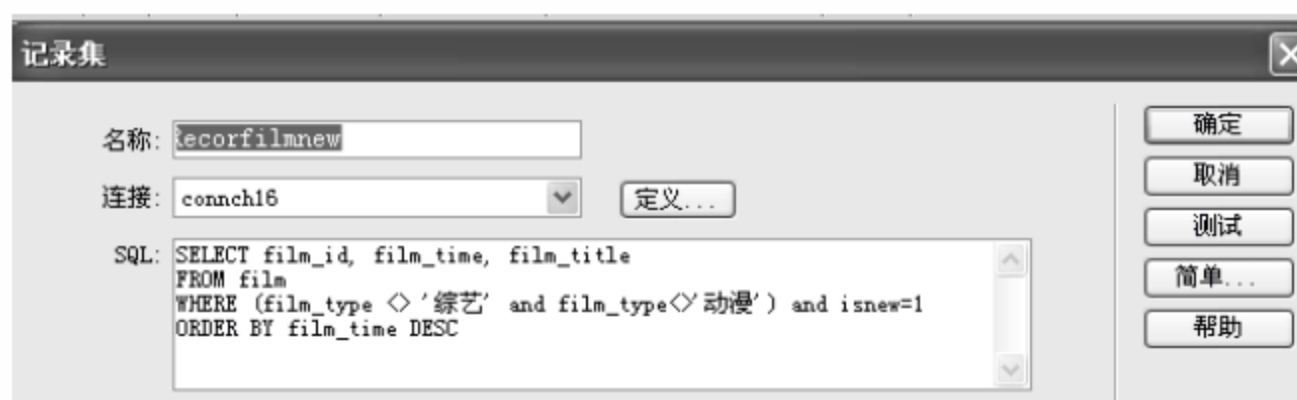 记录集
名称: Recorfilmnew
确定
连接: connch16 定义...
取消
SQL: SELECT film_id, film_time, film_title
FROM film
WHERE (film_type <> '综艺' and film_type<>'动漫') and isnew=1
ORDER BY film_time DESC
测试
简单...
帮助